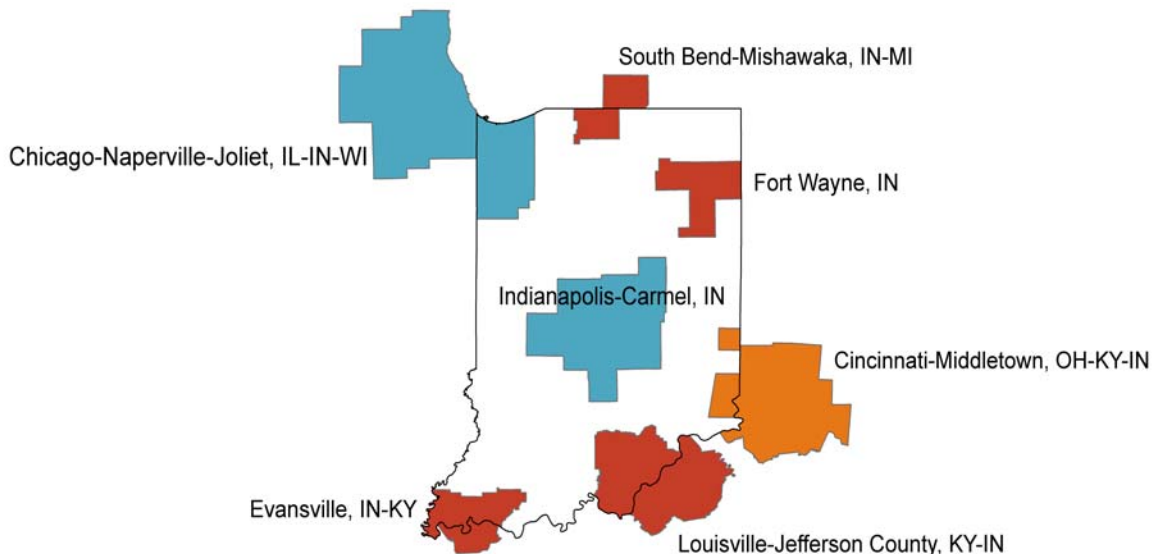 South Bend-Mishawaka, IN-MI
Chicago-Naperville-Joliet, IL-IN-WI
Fort Wayne, IN
Indianapolis-Carmel, IN
Cincinnati-Middletown, OH-KY-IN
Evansville, IN-KY
Louisville-Jefferson County, KY-IN